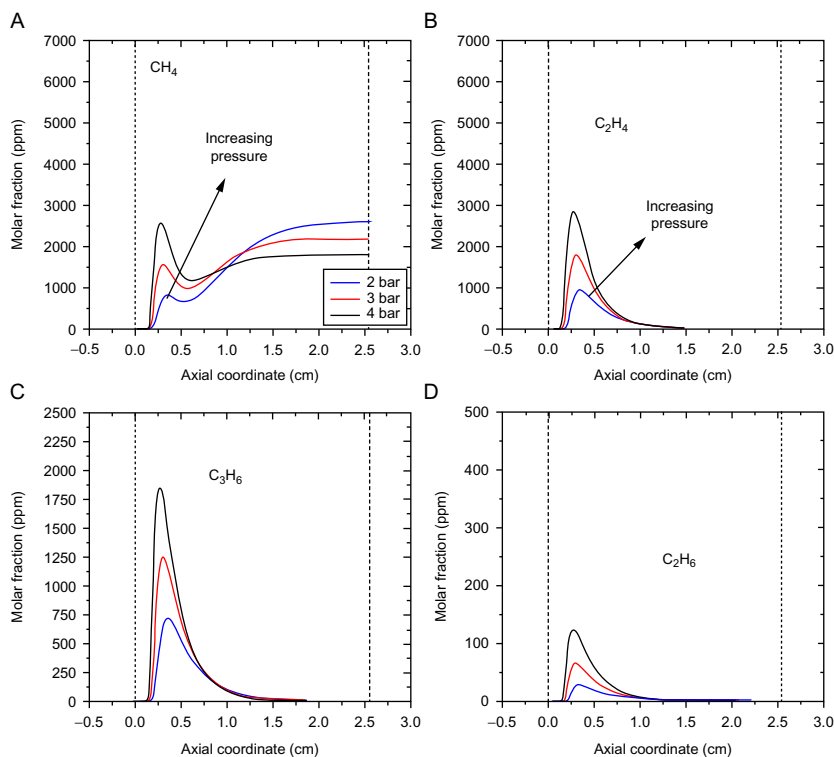 A
7000
6000
5000
4000
3000
2000
1000
0
Molar fraction (ppm)
CH4
Increasing
pressure
2 bar
3 bar
4 bar
−0.5 0.0 0.5 1.0 1.5 2.0 2.5 3.0
Axial coordinate (cm)
B
7000
6000
5000
4000
3000
2000
1000
0
Molar fraction (ppm)
C2H4
Increasing
pressure
−0.5 0.0 0.5 1.0 1.5 2.0 2.5 3.0
Axial coordinate (cm)
C
2500
2250
2000
1750
1500
1250
1000
750
500
250
0
Molar fraction (ppm)
C3H6
−0.5 0.0 0.5 1.0 1.5 2.0 2.5 3.0
Axial coordinate (cm)
D
500
400
300
200
100
0
Molar fraction (ppm)
C2H6
−0.5 0.0 0.5 1.0 1.5 2.0 2.5 3.0
Axial coordinate (cm)